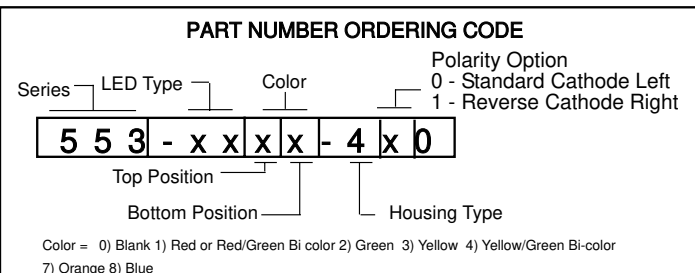 PART NUMBER ORDERING CODE
Polarity Option
0 - Standard Cathode Left
1 - Reverse Cathode Right
Series
LED Type
Color
5 5 3 - x x x x - 4 x 0
Top Position
Bottom Position
Housing Type
Color = 0) Blank 1) Red or Red/Green Bi color 2) Green 3) Yellow 4) Yellow/Green Bi-color
7) Orange 8) Blue